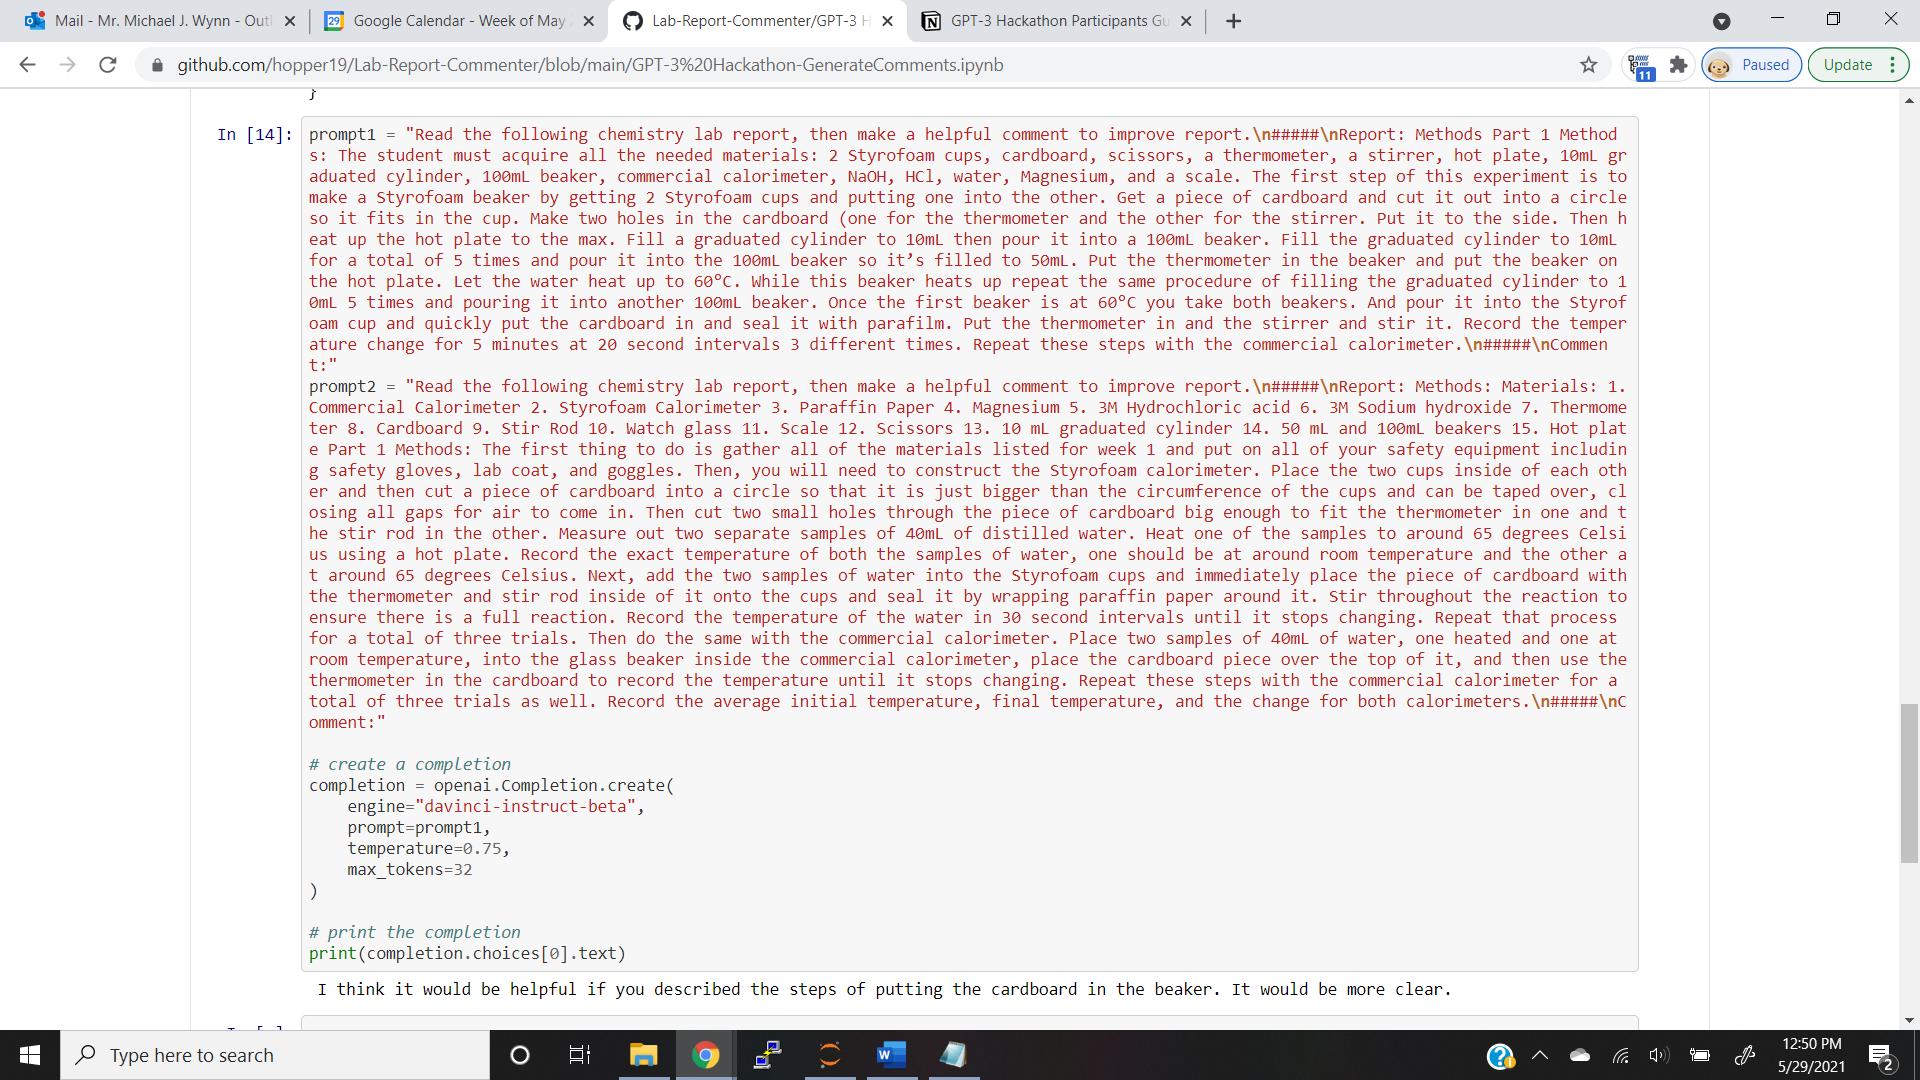 Mail - Mr. Michael J. Wynn - Out
Google Calendar - Week of May
Lab-Report-Commenter/GPT-3 H
GPT-3 Hackathon Participants Gu
github.com/hopper19/Lab-Report-Commenter/blob/main/GPT-3%20Hackathon-GenerateComments.ipynb
11
Paused
Update
}
In [14]:
prompt1 = "Read the following chemistry lab report, then make a helpful comment to improve report.\n#####\nReport: Methods Part 1 Method
s: The student must acquire all the needed materials: 2 Styrofoam cups, cardboard, scissors, a thermometer, a stirrer, hot plate, 10mL gr
aduated cylinder, 100mL beaker, commercial calorimeter, NaOH, HCl, water, Magnesium, and a scale. The first step of this experiment is to
make a Styrofoam beaker by getting 2 Styrofoam cups and putting one into the other. Get a piece of cardboard and cut it out into a circle
so it fits in the cup. Make two holes in the cardboard (one for the thermometer and the other for the stirrer. Put it to the side. Then h
eat up the hot plate to the max. Fill a graduated cylinder to 10mL then pour it into a 100mL beaker. Fill the graduated cylinder to 10mL
for a total of 5 times and pour it into the 100mL beaker so it’s filled to 50mL. Put the thermometer in the beaker and put the beaker on
the hot plate. Let the water heat up to 60°C. While this beaker heats up repeat the same procedure of filling the graduated cylinder to 1
0mL 5 times and pouring it into another 100mL beaker. Once the first beaker is at 60°C you take both beakers. And pour it into the Styrof
oam cup and quickly put the cardboard in and seal it with parafilm. Put the thermometer in and the stirrer and stir it. Record the temper
ature change for 5 minutes at 20 second intervals 3 different times. Repeat these steps with the commercial calorimeter.\n#####\nCommen
t:"
prompt2 = "Read the following chemistry lab report, then make a helpful comment to improve report.\n#####\nReport: Methods: Materials: 1.
Commercial Calorimeter 2. Styrofoam Calorimeter 3. Paraffin Paper 4. Magnesium 5. 3M Hydrochloric acid 6. 3M Sodium hydroxide 7. Thermome
ter 8. Cardboard 9. Stir Rod 10. Watch glass 11. Scale 12. Scissors 13. 10 mL graduated cylinder 14. 50 mL and 100mL beakers 15. Hot plat
e Part 1 Methods: The first thing to do is gather all of the materials listed for week 1 and put on all of your safety equipment includin
g safety gloves, lab coat, and goggles. Then, you will need to construct the Styrofoam calorimeter. Place the two cups inside of each oth
er and then cut a piece of cardboard into a circle so that it is just bigger than the circumference of the cups and can be taped over, cl
osing all gaps for air to come in. Then cut two small holes through the piece of cardboard big enough to fit the thermometer in one and t
he stir rod in the other. Measure out two separate samples of 40mL of distilled water. Heat one of the samples to around 65 degrees Celsi
us using a hot plate. Record the exact temperature of both the samples of water, one should be at around room temperature and the other a
t around 65 degrees Celsius. Next, add the two samples of water into the Styrofoam cups and immediately place the piece of cardboard with
the thermometer and stir rod inside of it onto the cups and seal it by wrapping paraffin paper around it. Stir throughout the reaction to
ensure there is a full reaction. Record the temperature of the water in 30 second intervals until it stops changing. Repeat that process
for a total of three trials. Then do the same with the commercial calorimeter. Place two samples of 40mL of water, one heated and one at
room temperature, into the glass beaker inside the commercial calorimeter, place the cardboard piece over the top of it, and then use the
thermometer in the cardboard to record the temperature until it stops changing. Repeat these steps with the commercial calorimeter for a
total of three trials as well. Record the average initial temperature, final temperature, and the change for both calorimeters.\n#####\nC
omment:"
# create a completion
completion = openai.Completion.create(
engine="davinci-instruct-beta",
prompt=prompt1,
temperature=0.75,
max_tokens=32
)
# print the completion
print(completion.choices[0].text)
I think it would be helpful if you described the steps of putting the cardboard in the beaker. It would be more clear.
Type here to search
12:50 PM
5/29/2021
2